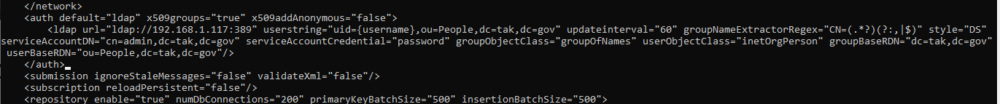 </network>
<auth default="ldap" x509groups="true" x509addAnonymous="false">
<ldap url="ldap://192.168.1.117:389" userstring="uid={username},ou=People,dc=tak,dc=gov" updateinterval="60" groupNameExtractorRegex="CN=(.*?)(?:,|$)" style="DS"
serviceAccountDN="cn=admin,dc=tak,dc=gov" serviceAccountCredential="password" groupObjectClass="groupOfNames" userObjectClass="inetOrgPerson" groupBaseRDN="dc=tak,dc=gov"
userBaseRDN="ou=People,dc=tak,dc=gov"/>
</auth>
<submission ignoreStaleMessages="false" validateXml="false"/>
<subscription reloadPersistent="false"/>
<repository enable="true" numDbConnections="200" primaryKeyBatchSize="500" insertionBatchSize="500">